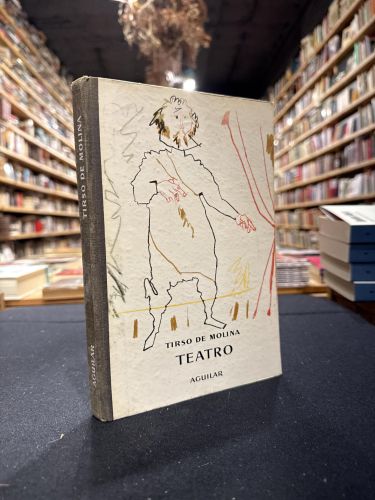 TIRSO DE MOLINA
TEATRO
AGUILAR
TIRSO DE MOLINA
AGUILAR